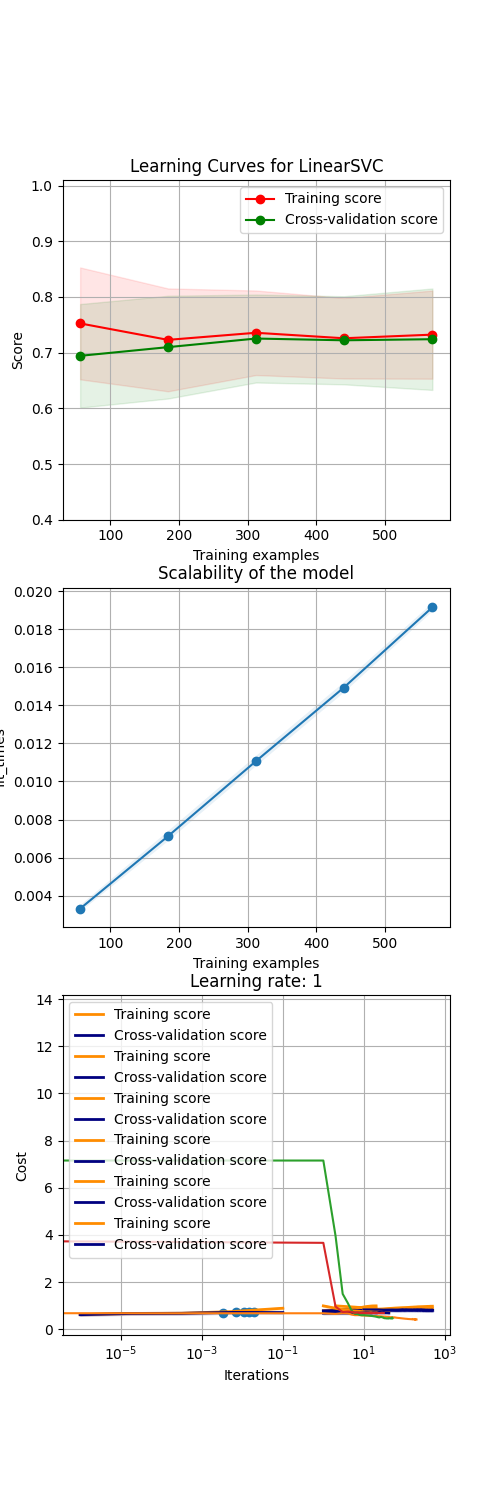 Learning Curves for LinearSVC
1.0
0.9
0.8
0.7
0.6
0.5
0.4
Score
Training score
Cross-validation score
100 200 300 400 500
Training examples
Scalability of the model
0.020
0.018
0.016
0.014
0.012
0.010
0.008
0.006
0.004
fit_times
100 200 300 400 500
Training examples
Learning rate: 1
14
12
10
8
6
4
2
0
Cost
Training score
Cross-validation score
Training score
Cross-validation score
Training score
Cross-validation score
Training score
Cross-validation score
Training score
Cross-validation score
Training score
Cross-validation score
10⁻⁵ 10⁻³ 10⁻¹ 10¹ 10³
Iterations